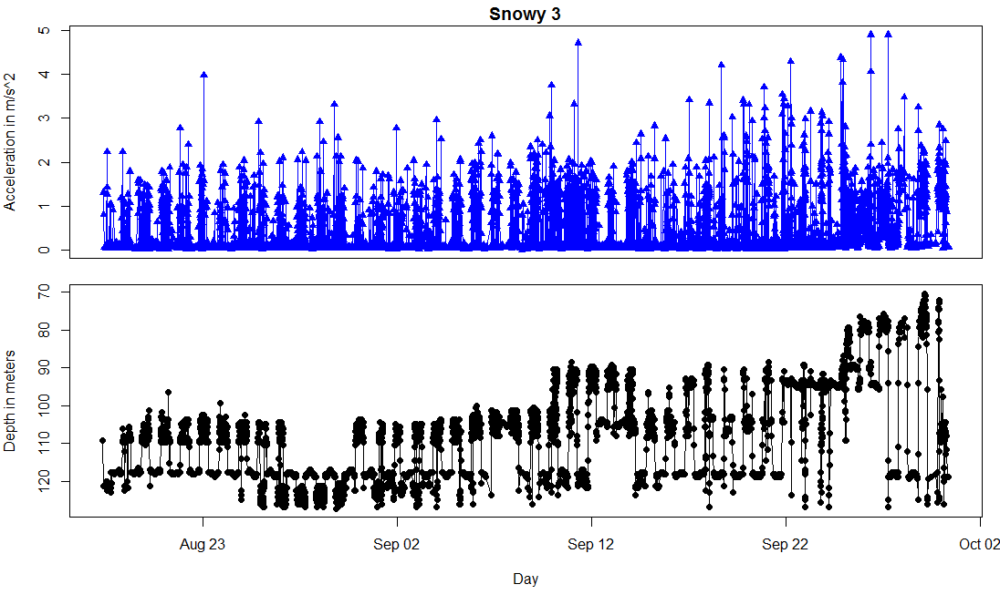 Snowy 3
Acceleration in m/s^2
5
4
3
2
1
0
Depth in meters
70
80
90
100
110
120
Aug 23
Sep 02
Sep 12
Sep 22
Oct 02
Day